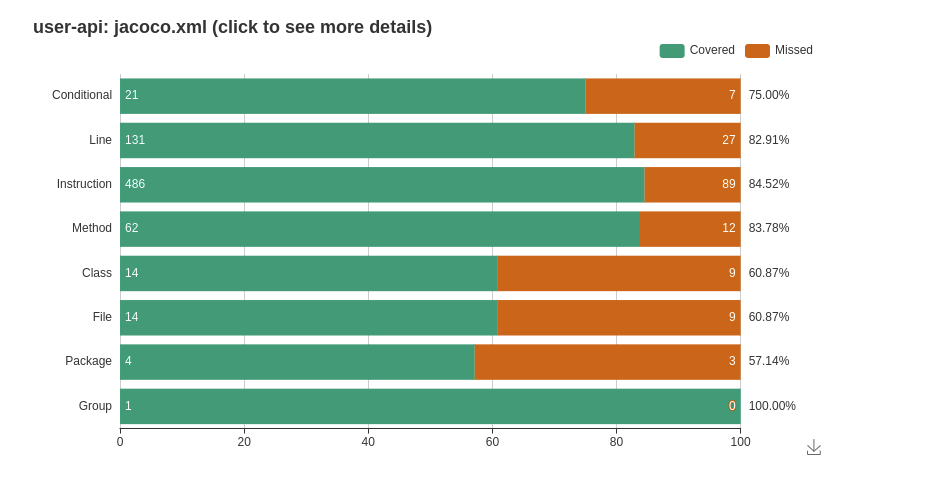 user-api: jacoco.xml (click to see more details)
Covered Missed
Conditional 21 7 75.00%
Line 131 27 82.91%
Instruction 486 89 84.52%
Method 62 12 83.78%
Class 14 9 60.87%
File 14 9 60.87%
Package 4 3 57.14%
Group 1 0 100.00%
0 20 40 60 80 100